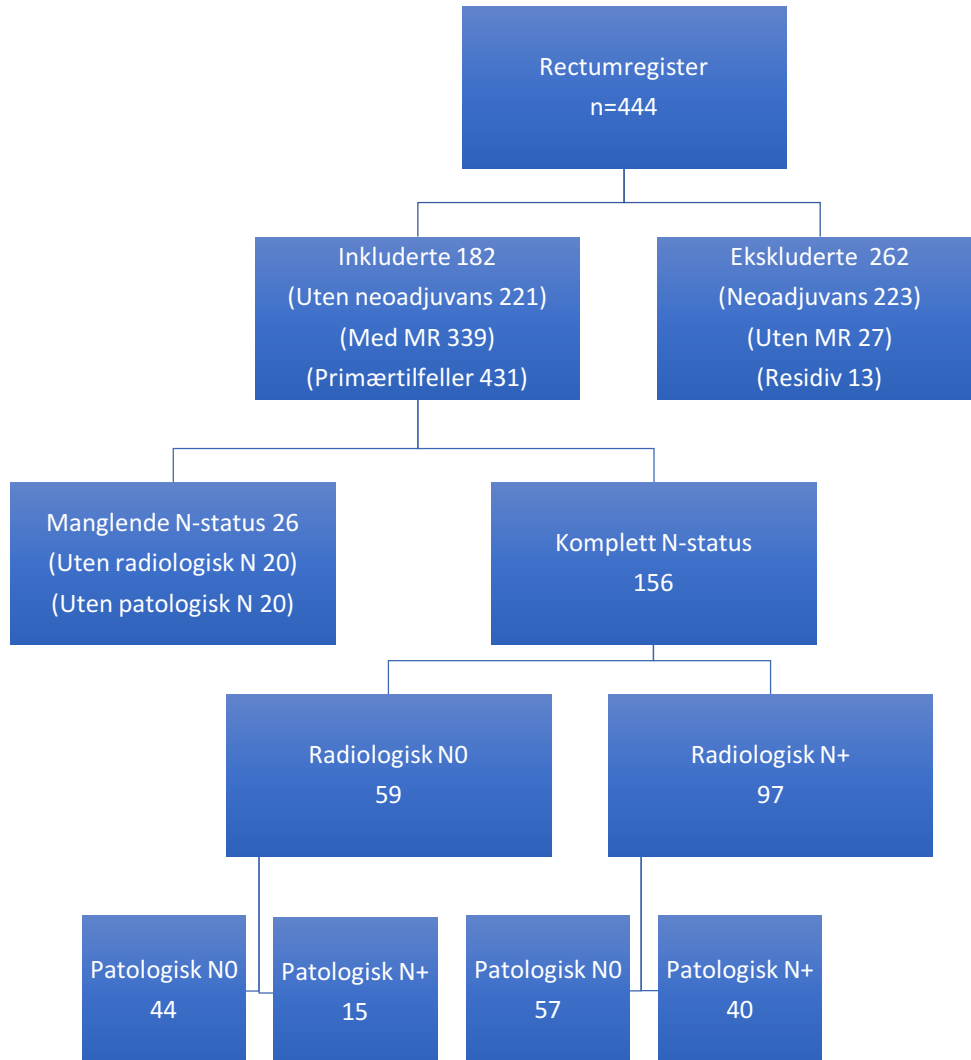 Rectumregister
n=444
Inkluderte 182
(Uten neoadjuvans 221)
(Med MR 339)
(Primærtilfeller 431)
Ekskluderte 262
(Neoadjuvans 223)
(Uten MR 27)
(Residiv 13)
Manglende N-status 26
(Uten radiologisk N 20)
(Uten patologisk N 20)
Komplett N-status
156
Radiologisk N0
59
Radiologisk N+
97
Patologisk N0
44
Patologisk N+
15
Patologisk N0
57
Patologisk N+
40